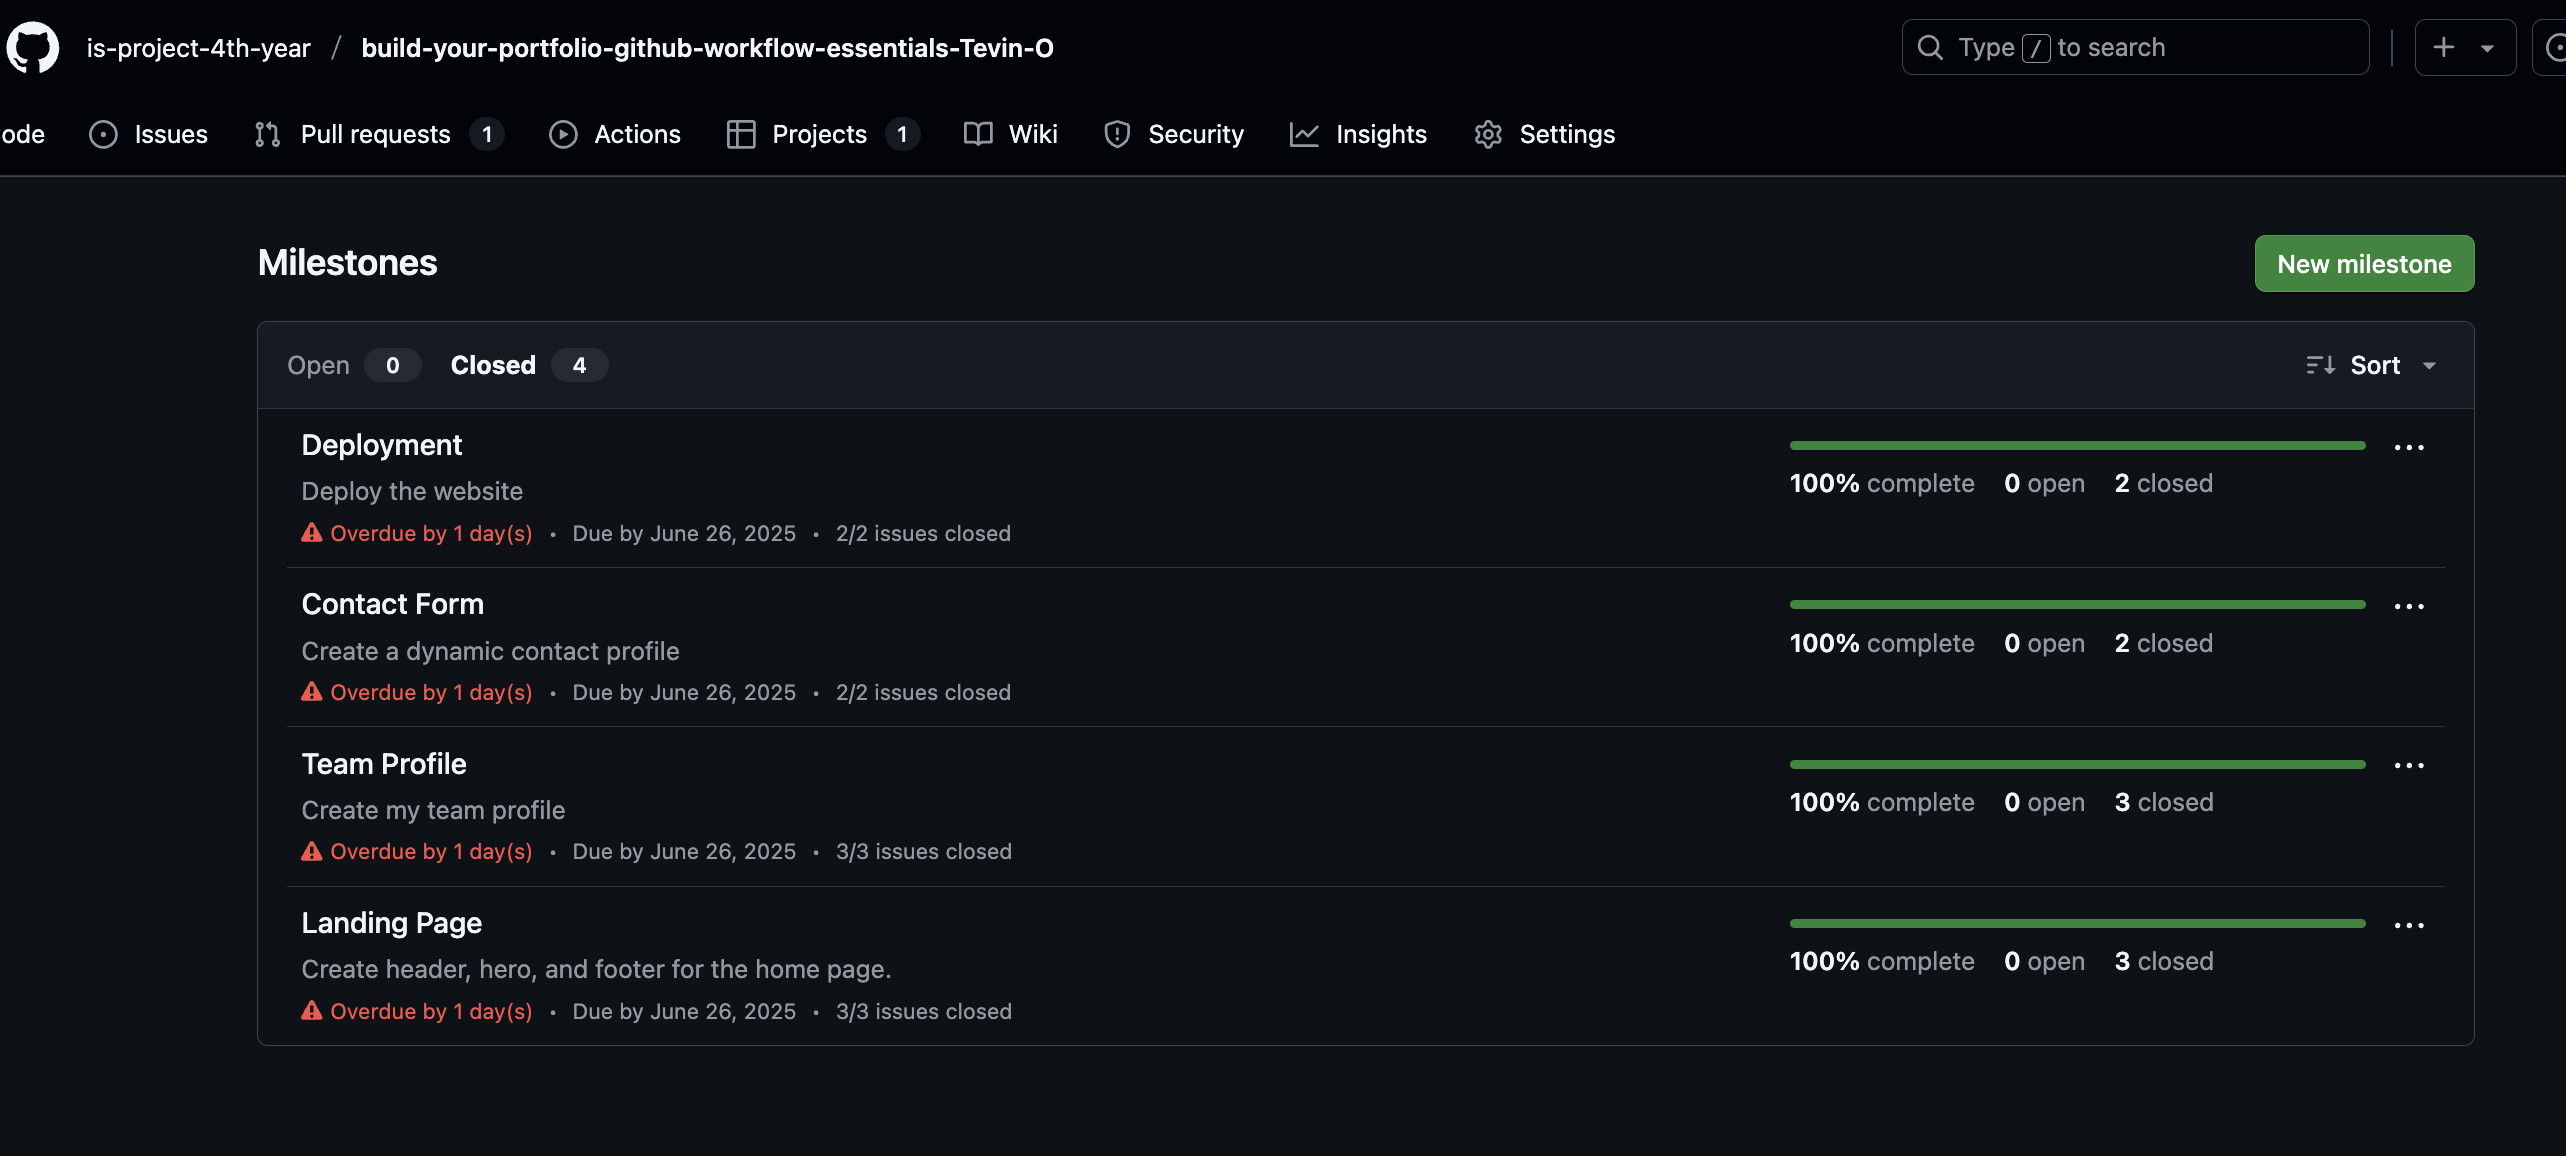 is-project-4th-year / build-your-portfolio-github-workflow-essentials-Tevin-O Type / to search
ode Issues Pull requests 1 Actions Projects 1 Wiki Security Insights Settings
Milestones New milestone
Open 0 Closed 4 Sort
Deployment
Deploy the website 100% complete 0 open 2 closed
Overdue by 1 day(s) • Due by June 26, 2025 • 2/2 issues closed
Contact Form
Create a dynamic contact profile 100% complete 0 open 2 closed
Overdue by 1 day(s) • Due by June 26, 2025 • 2/2 issues closed
Team Profile
Create my team profile 100% complete 0 open 3 closed
Overdue by 1 day(s) • Due by June 26, 2025 • 3/3 issues closed
Landing Page
Create header, hero, and footer for the home page. 100% complete 0 open 3 closed
Overdue by 1 day(s) • Due by June 26, 2025 • 3/3 issues closed